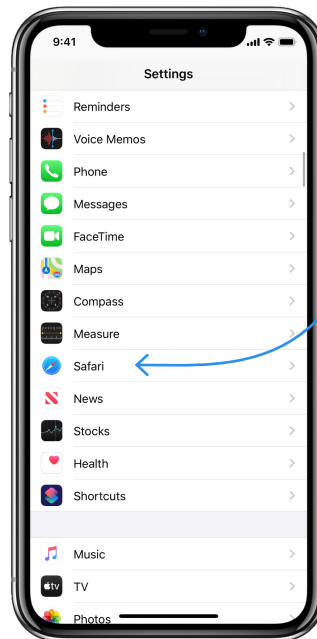 9:41
Settings
Reminders
Voice Memos
Phone
Messages
FaceTime
Maps
Compass
Measure
Safari
News
Stocks
Health
Shortcuts
Music
tv
TV
Photos